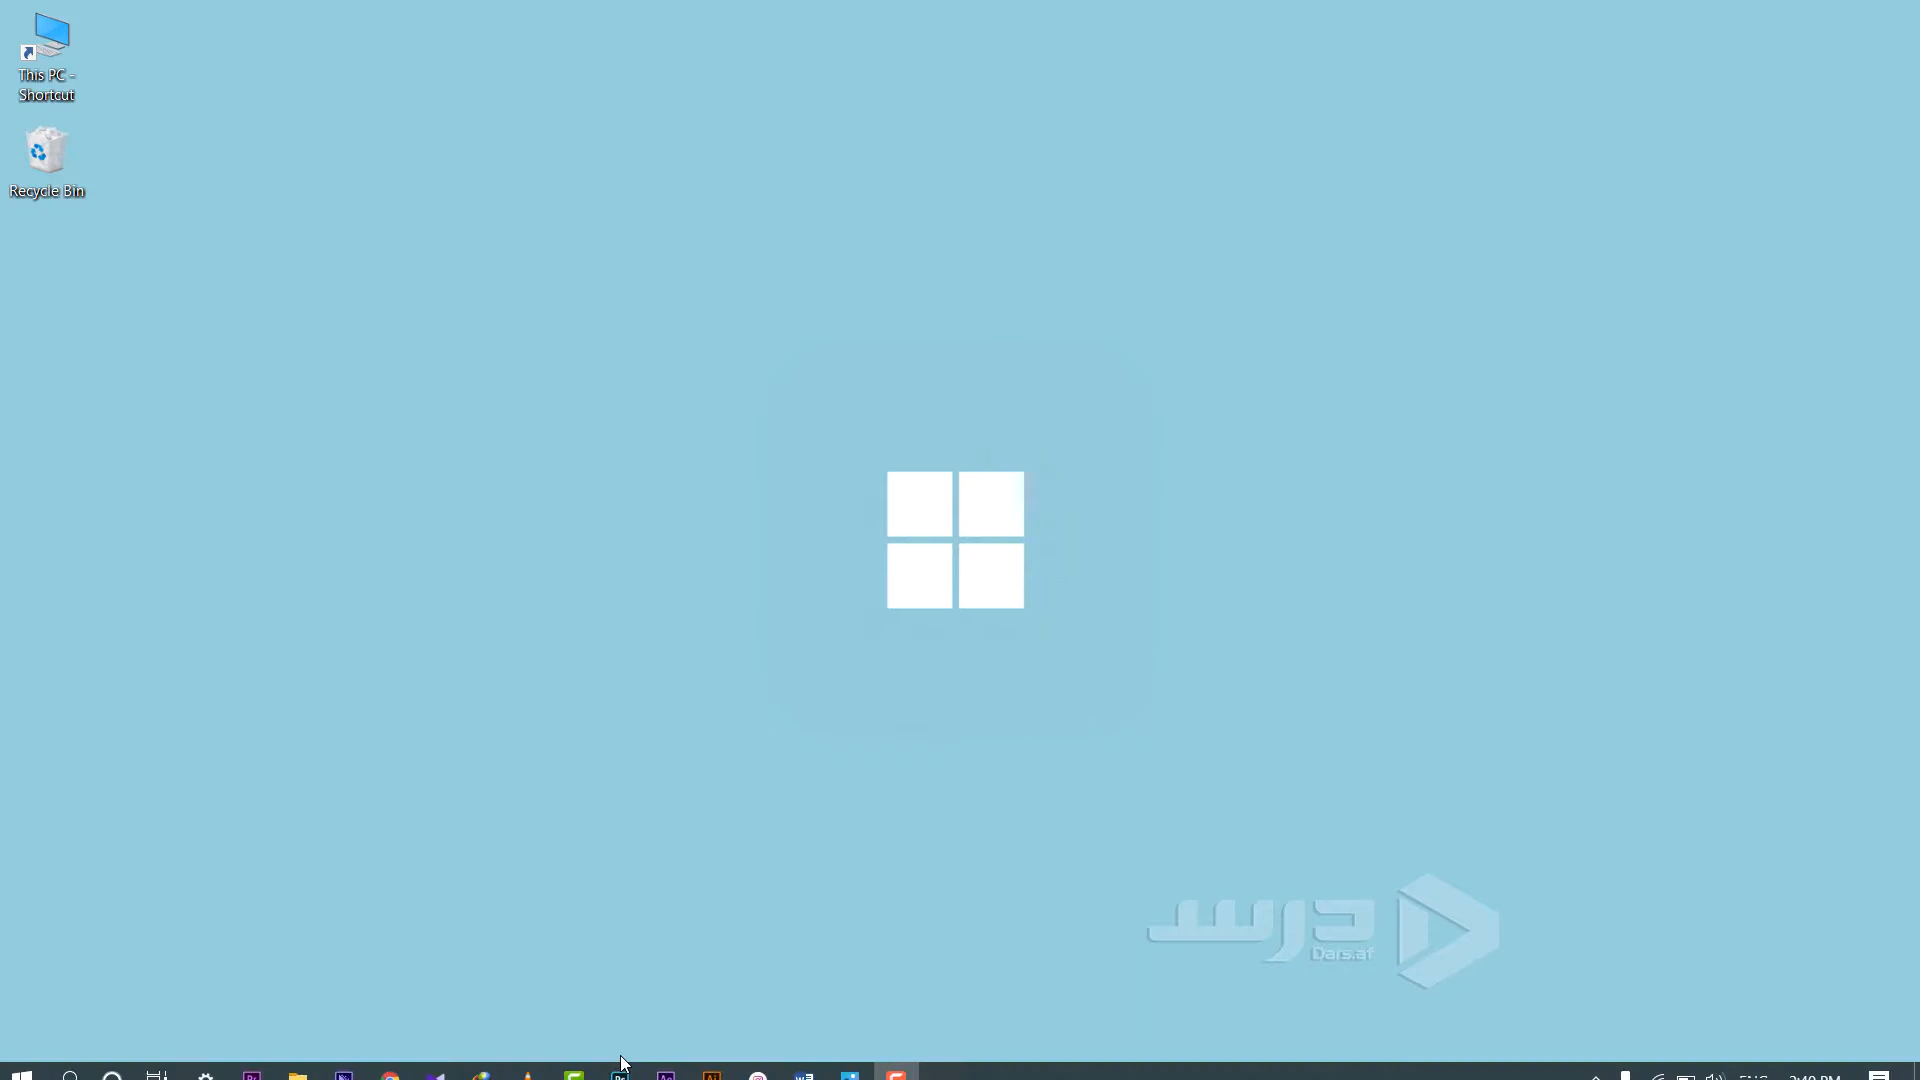 This PC -
Shortcut
Recycle Bin
درس
Dars.af